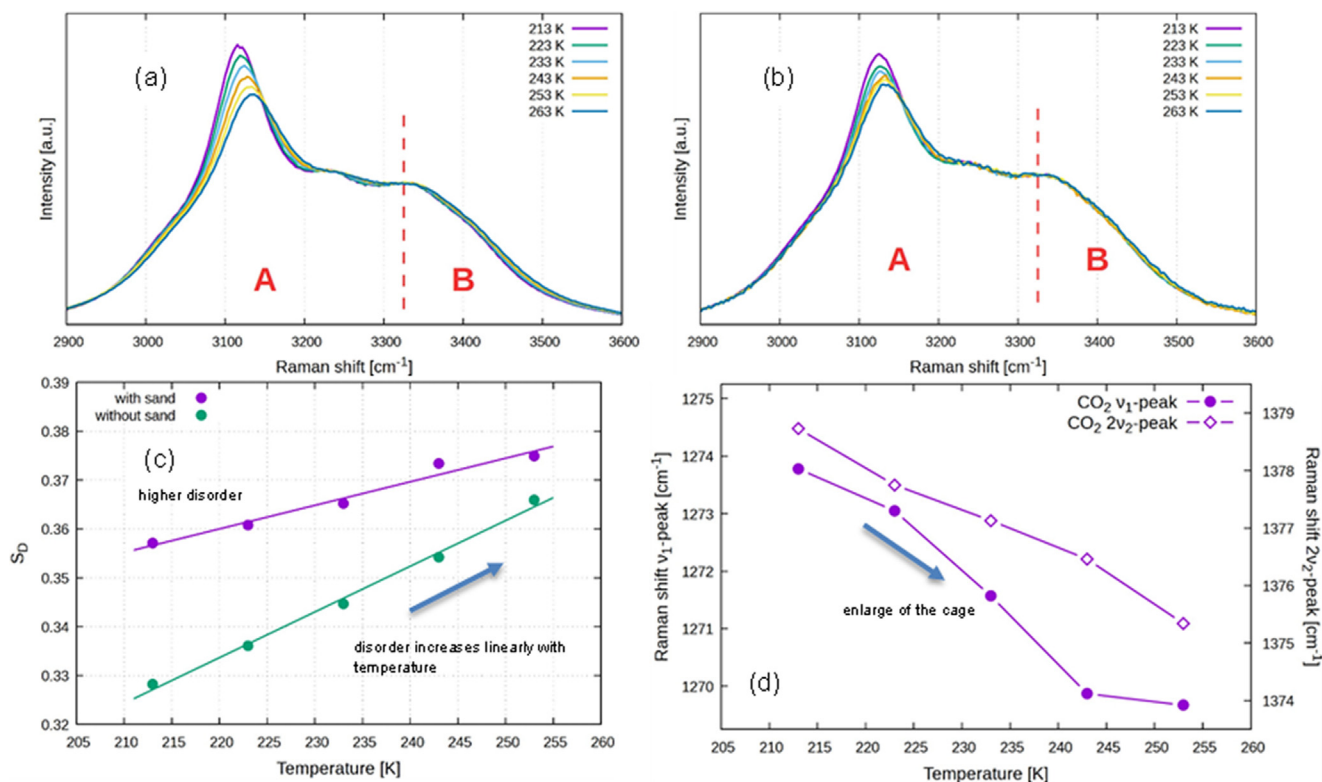 (a)
213 K
223 K
233 K
243 K
253 K
263 K
Intensity [a.u.]
A
B
2900 3000 3100 3200 3300 3400 3500 3600
Raman shift [cm⁻¹]
(b)
213 K
223 K
233 K
243 K
253 K
263 K
Intensity [a.u.]
A
B
2900 3000 3100 3200 3300 3400 3500 3600
Raman shift [cm⁻¹]
with sand
without sand
(c)
higher disorder
disorder increases linearly with
temperature
S_D
0.39
0.38
0.37
0.36
0.35
0.34
0.33
0.32
205 210 215 220 225 230 235 240 245 250 255 260
Temperature [K]
CO₂ ν₁-peak
CO₂ 2ν₂-peak
enlarge of the cage
(d)
Raman shift ν₁-peak [cm⁻¹]
1275
1274
1273
1272
1271
1270
Raman shift 2ν₂-peak [cm⁻¹]
1379
1378
1377
1376
1375
1374
205 210 215 220 225 230 235 240 245 250 255 260
Temperature [K]